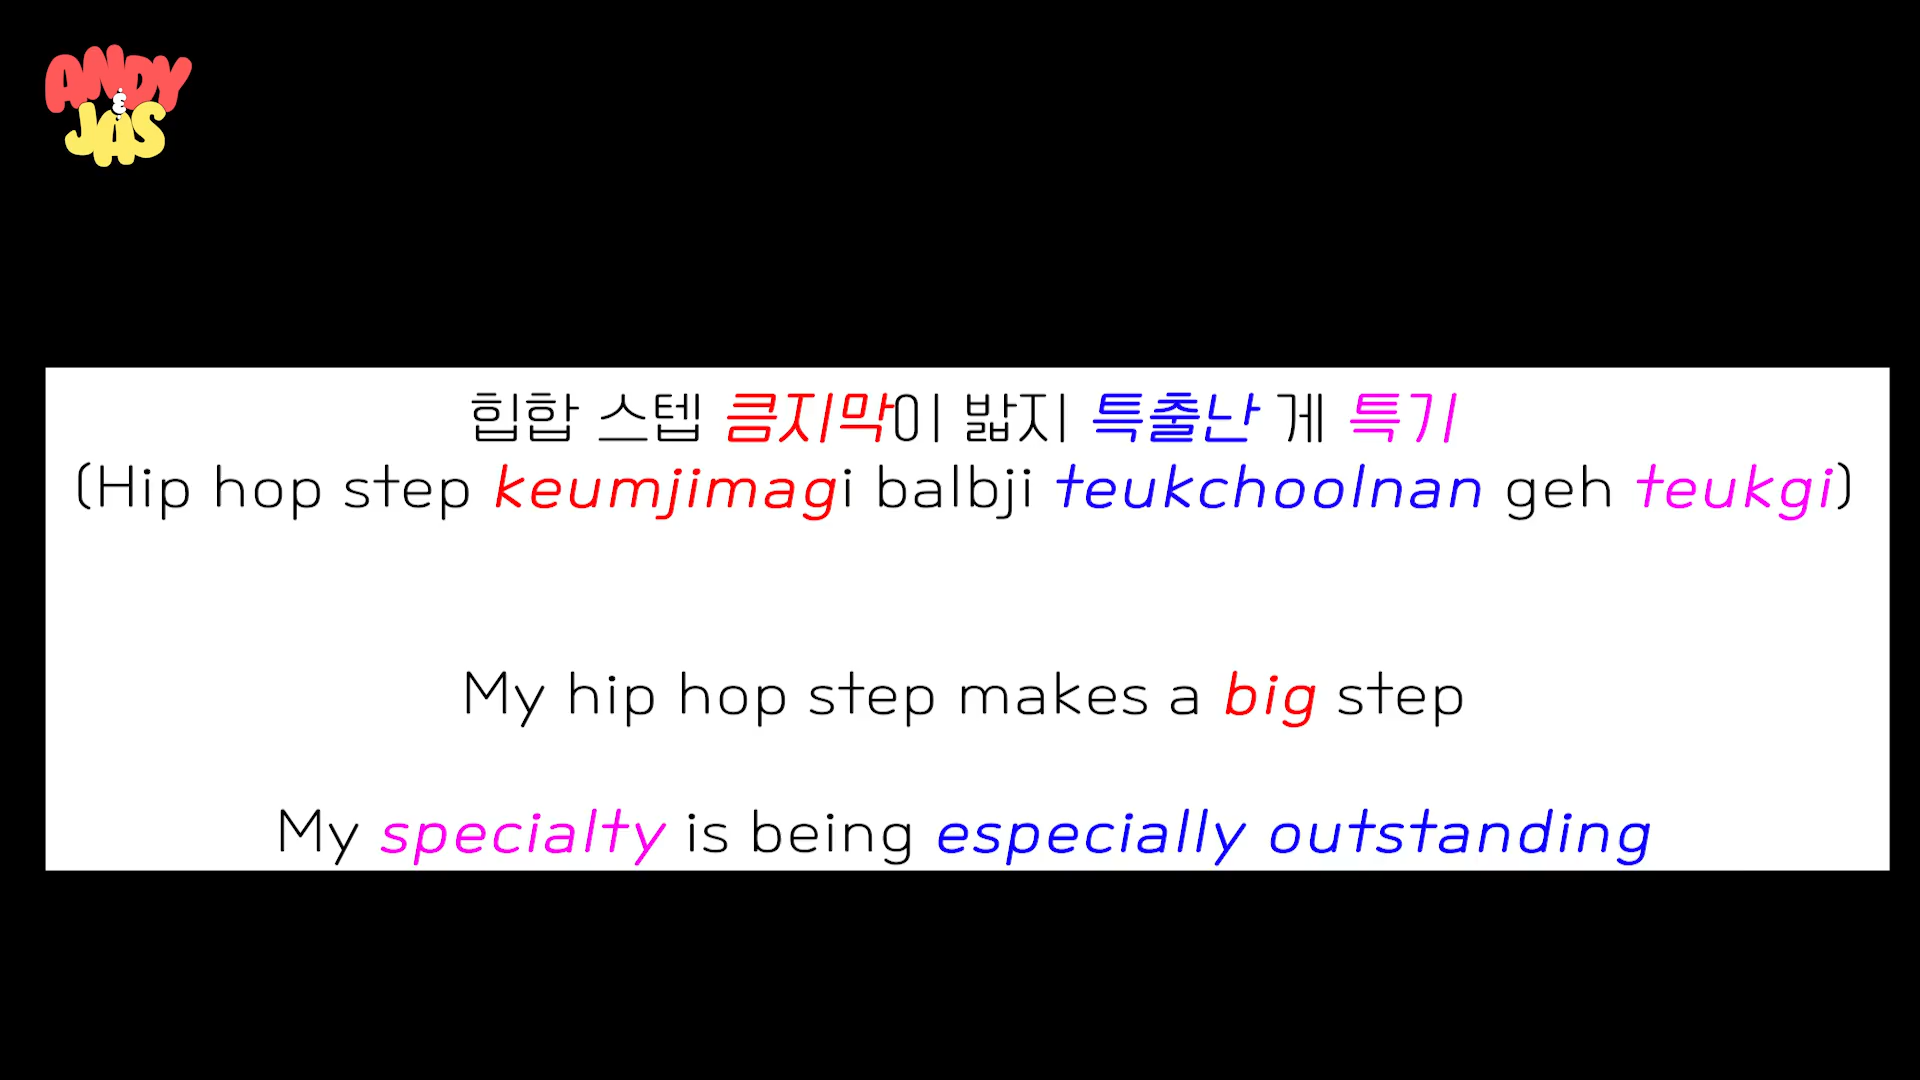 ANDY
&
JAS
힙합 스텝 큼지막이 밟지 특출난 게 특기
(Hip hop step keumjimagi balbji teukchoolnan geh teukgi)
My hip hop step makes a big step
My specialty is being especially outstanding